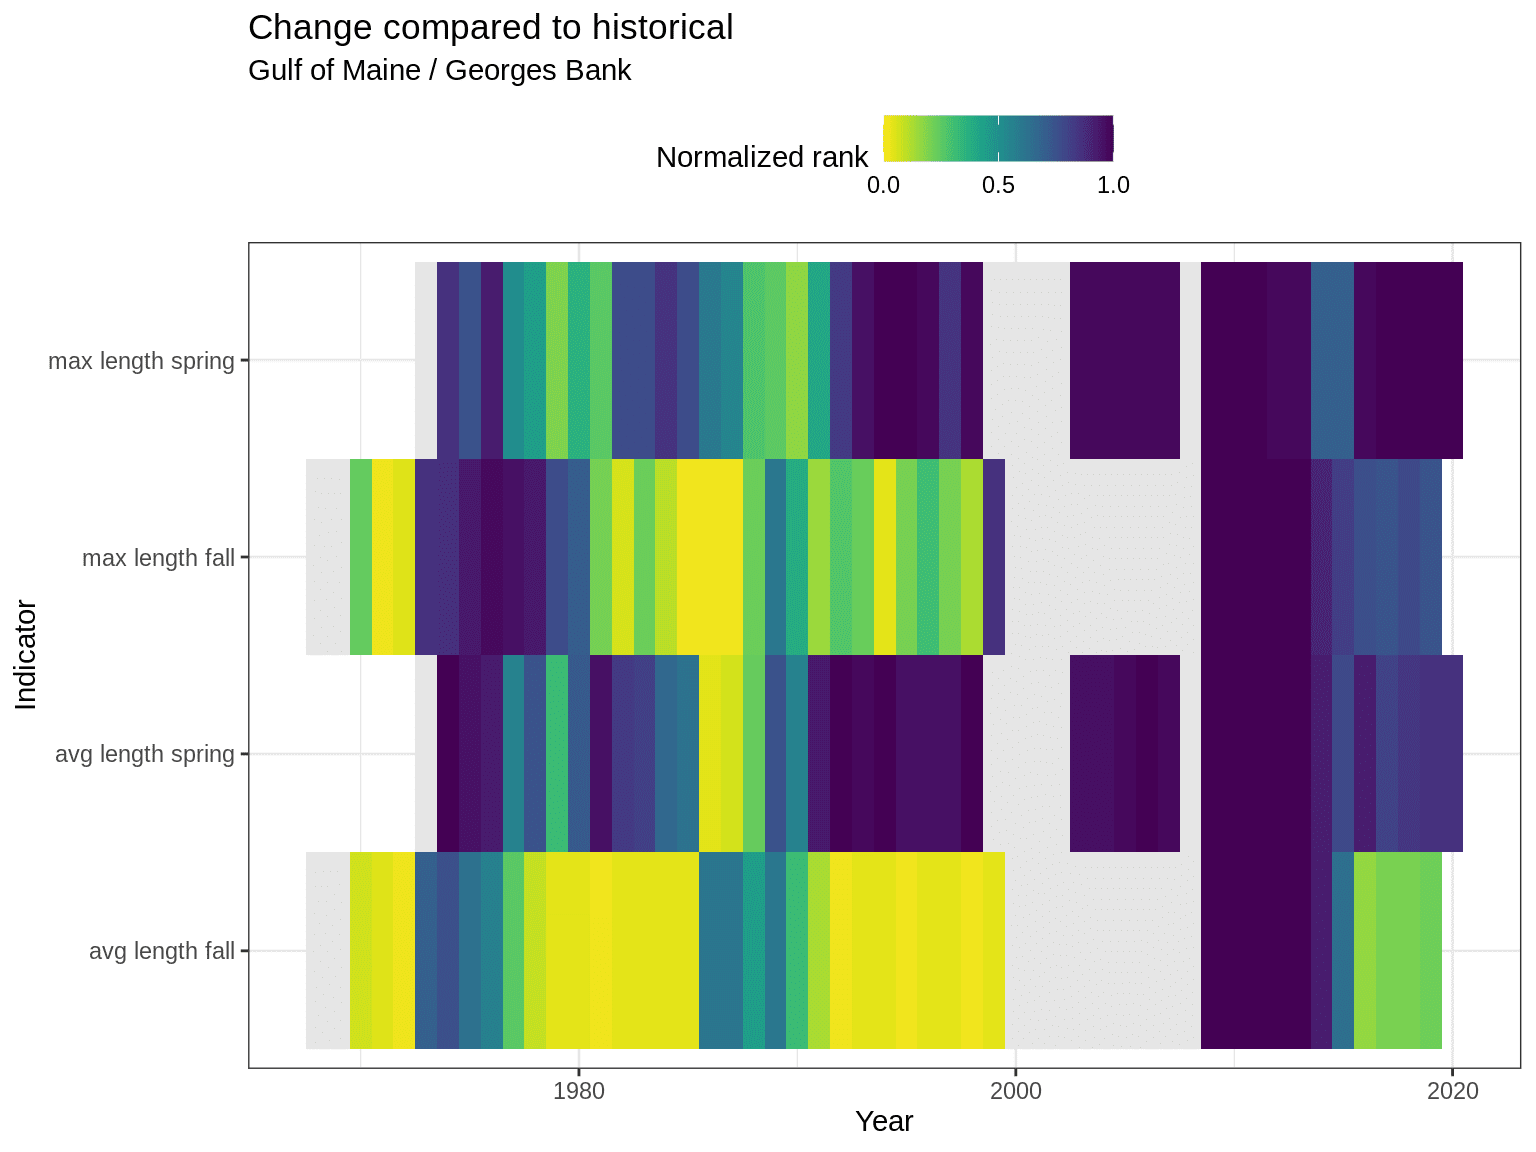 Change compared to historical
Gulf of Maine / Georges Bank
Normalized rank
0.0 0.5 1.0
Indicator
max length spring
max length fall
avg length spring
avg length fall
1980 2000 2020
Year